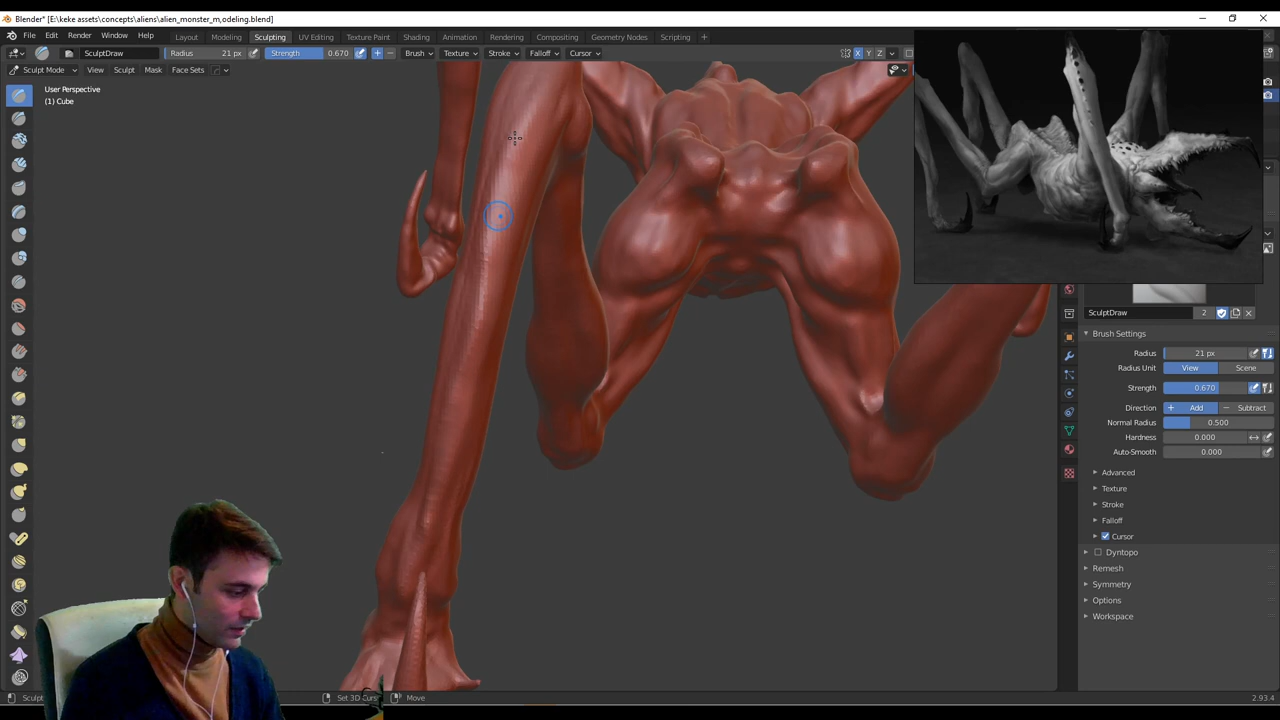 Blender* [E:\keke assets\concepts\aliens\alien_monster_m,odeling.blend]
File Edit Render Window Help Layout Modeling Sculpting UV Editing Texture Paint Shading Animation Rendering Compositing Geometry Nodes Scripting +
SculptDraw Radius 21 px Strength 0.670 + − Brush Texture Stroke Falloff Cursor X Y Z
Sculpt Mode View Sculpt Mask Face Sets
User Perspective
(1) Cube
SculptDraw 2
Brush Settings
Radius 21 px
Radius Unit View Scene
Strength 0.670
Direction + Add − Subtract
Normal Radius 0.500
Hardness 0.000
Auto-Smooth 0.000
Advanced
Texture
Stroke
Falloff
Cursor
Dyntopo
Remesh
Symmetry
Options
Workspace
Sculpt Set 3D Curs Move 2.93.4